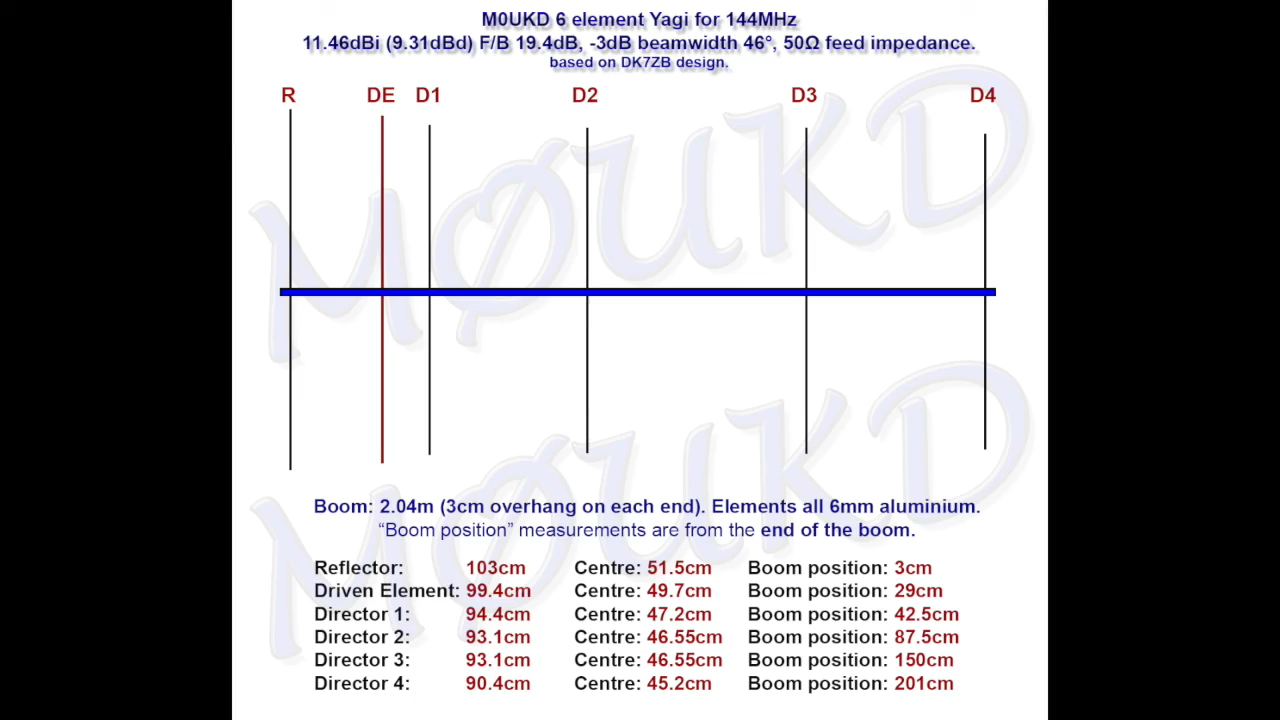 M0UKD 6 element Yagi for 144MHz
11.46dBi (9.31dBd) F/B 19.4dB, -3dB beamwidth 46°, 50Ω feed impedance.
based on DK7ZB design.
R DE D1 D2 D3 D4
MØUKD
MØUKD
Boom: 2.04m (3cm overhang on each end). Elements all 6mm aluminium.
“Boom position” measurements are from the end of the boom.
Reflector: 103cm Centre: 51.5cm Boom position: 3cm
Driven Element: 99.4cm Centre: 49.7cm Boom position: 29cm
Director 1: 94.4cm Centre: 47.2cm Boom position: 42.5cm
Director 2: 93.1cm Centre: 46.55cm Boom position: 87.5cm
Director 3: 93.1cm Centre: 46.55cm Boom position: 150cm
Director 4: 90.4cm Centre: 45.2cm Boom position: 201cm